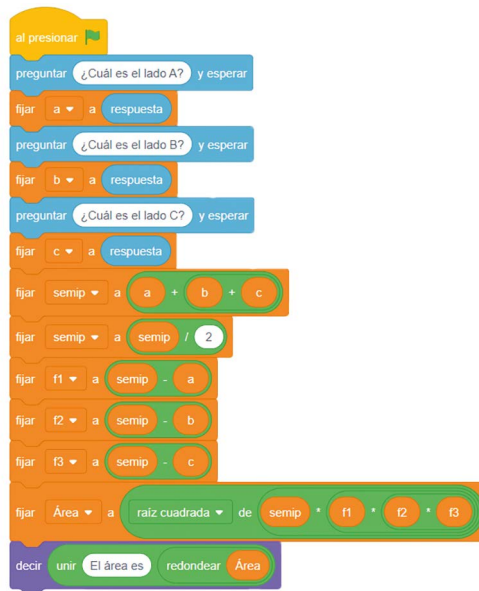 al presionar
preguntar ¿Cuál es el lado A? y esperar
fijar a a respuesta
preguntar ¿Cuál es el lado B? y esperar
fijar b a respuesta
preguntar ¿Cuál es el lado C? y esperar
fijar c a respuesta
fijar semip a a + b + c
fijar semip a semip / 2
fijar f1 a semip - a
fijar f2 a semip - b
fijar f3 a semip - c
fijar Área a raíz cuadrada de semip * f1 * f2 * f3
decir unir El área es redondear Área